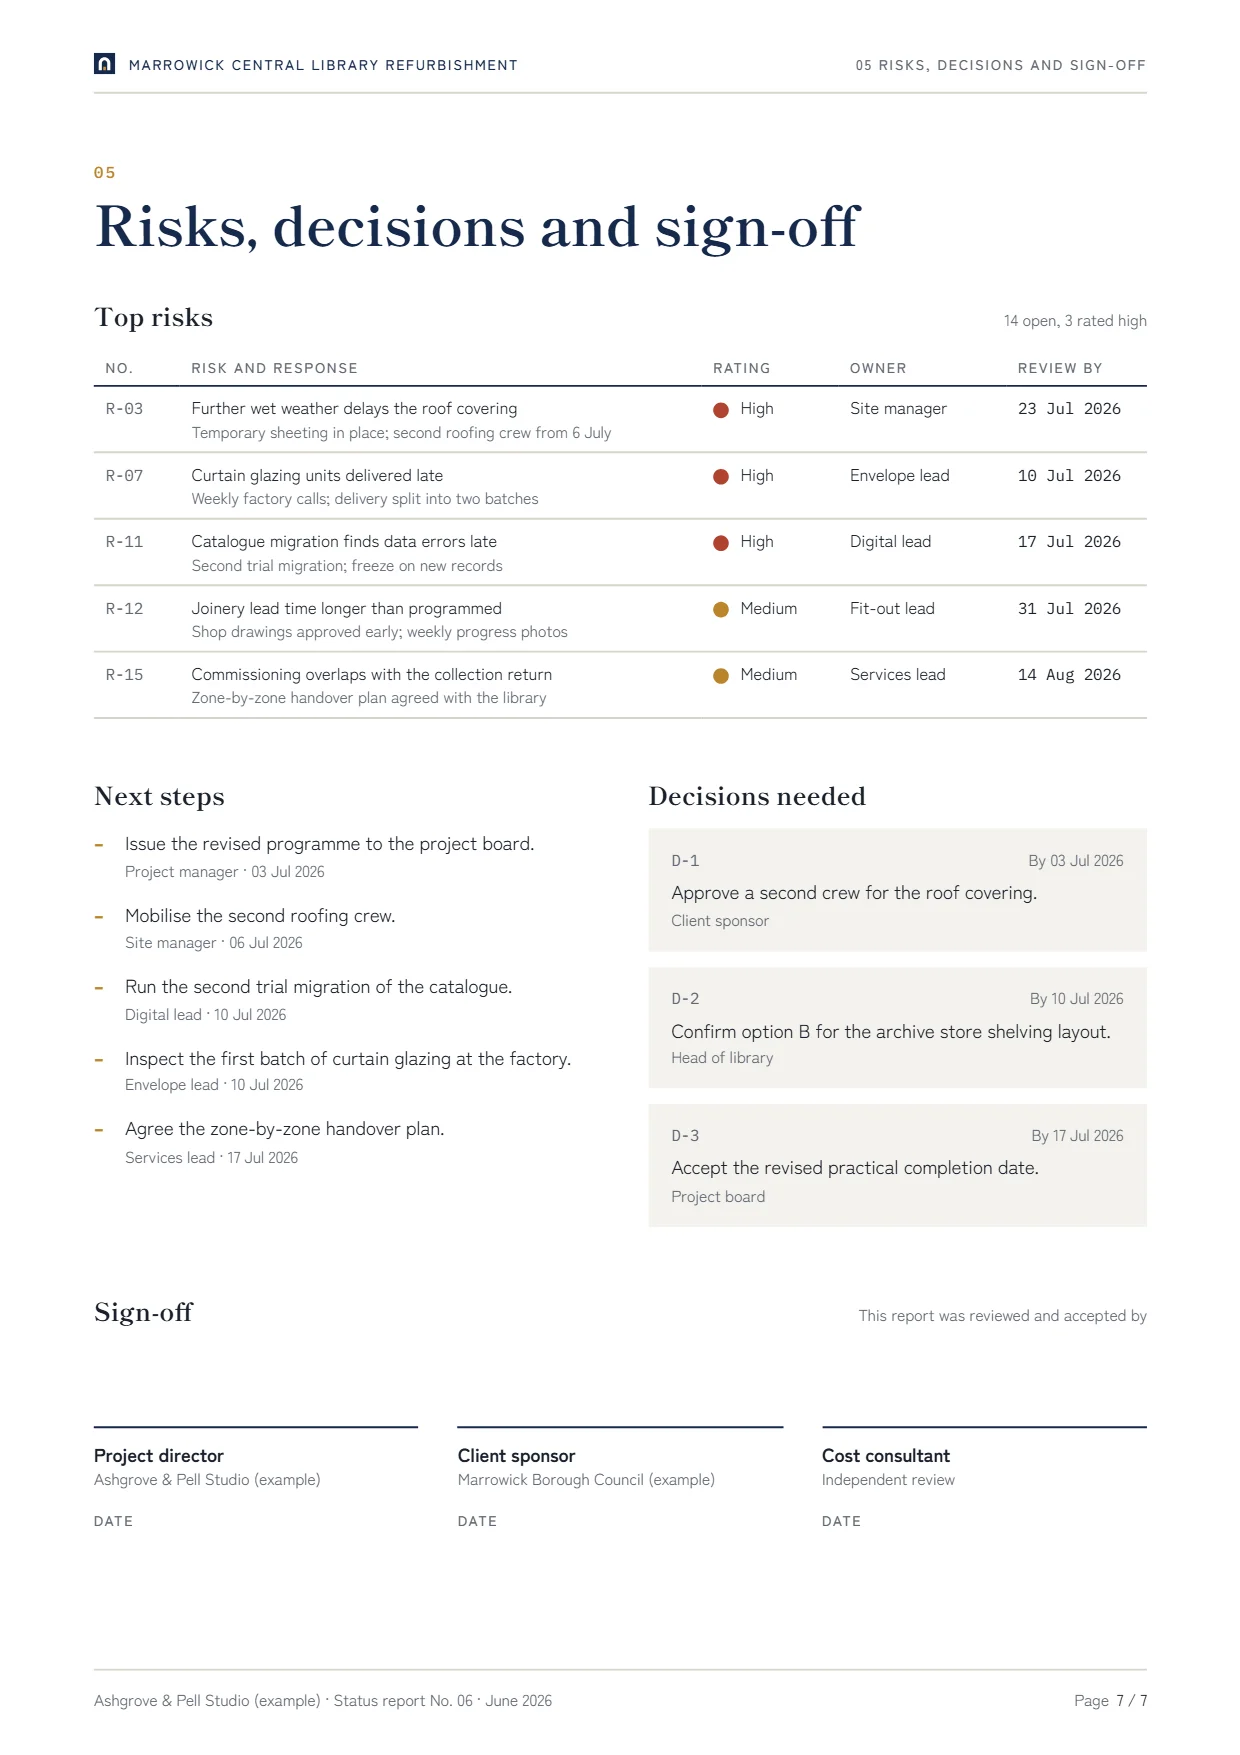 MARROWICK CENTRAL LIBRARY REFURBISHMENT
05 RISKS, DECISIONS AND SIGN-OFF
05
Risks, decisions and sign-off
Top risks
14 open, 3 rated high
NO. RISK AND RESPONSE RATING OWNER REVIEW BY
R-03 Further wet weather delays the roof covering High Site manager 23 Jul 2026
Temporary sheeting in place; second roofing crew from 6 July
R-07 Curtain glazing units delivered late High Envelope lead 10 Jul 2026
Weekly factory calls; delivery split into two batches
R-11 Catalogue migration finds data errors late High Digital lead 17 Jul 2026
Second trial migration; freeze on new records
R-12 Joinery lead time longer than programmed Medium Fit-out lead 31 Jul 2026
Shop drawings approved early; weekly progress photos
R-15 Commissioning overlaps with the collection return Medium Services lead 14 Aug 2026
Zone-by-zone handover plan agreed with the library
Next steps
– Issue the revised programme to the project board.
Project manager · 03 Jul 2026
– Mobilise the second roofing crew.
Site manager · 06 Jul 2026
– Run the second trial migration of the catalogue.
Digital lead · 10 Jul 2026
– Inspect the first batch of curtain glazing at the factory.
Envelope lead · 10 Jul 2026
– Agree the zone-by-zone handover plan.
Services lead · 17 Jul 2026
Decisions needed
D-1 By 03 Jul 2026
Approve a second crew for the roof covering.
Client sponsor
D-2 By 10 Jul 2026
Confirm option B for the archive store shelving layout.
Head of library
D-3 By 17 Jul 2026
Accept the revised practical completion date.
Project board
Sign-off
This report was reviewed and accepted by
Project director
Ashgrove & Pell Studio (example)
DATE
Client sponsor
Marrowick Borough Council (example)
DATE
Cost consultant
Independent review
DATE
Ashgrove & Pell Studio (example) · Status report No. 06 · June 2026
Page 7 / 7